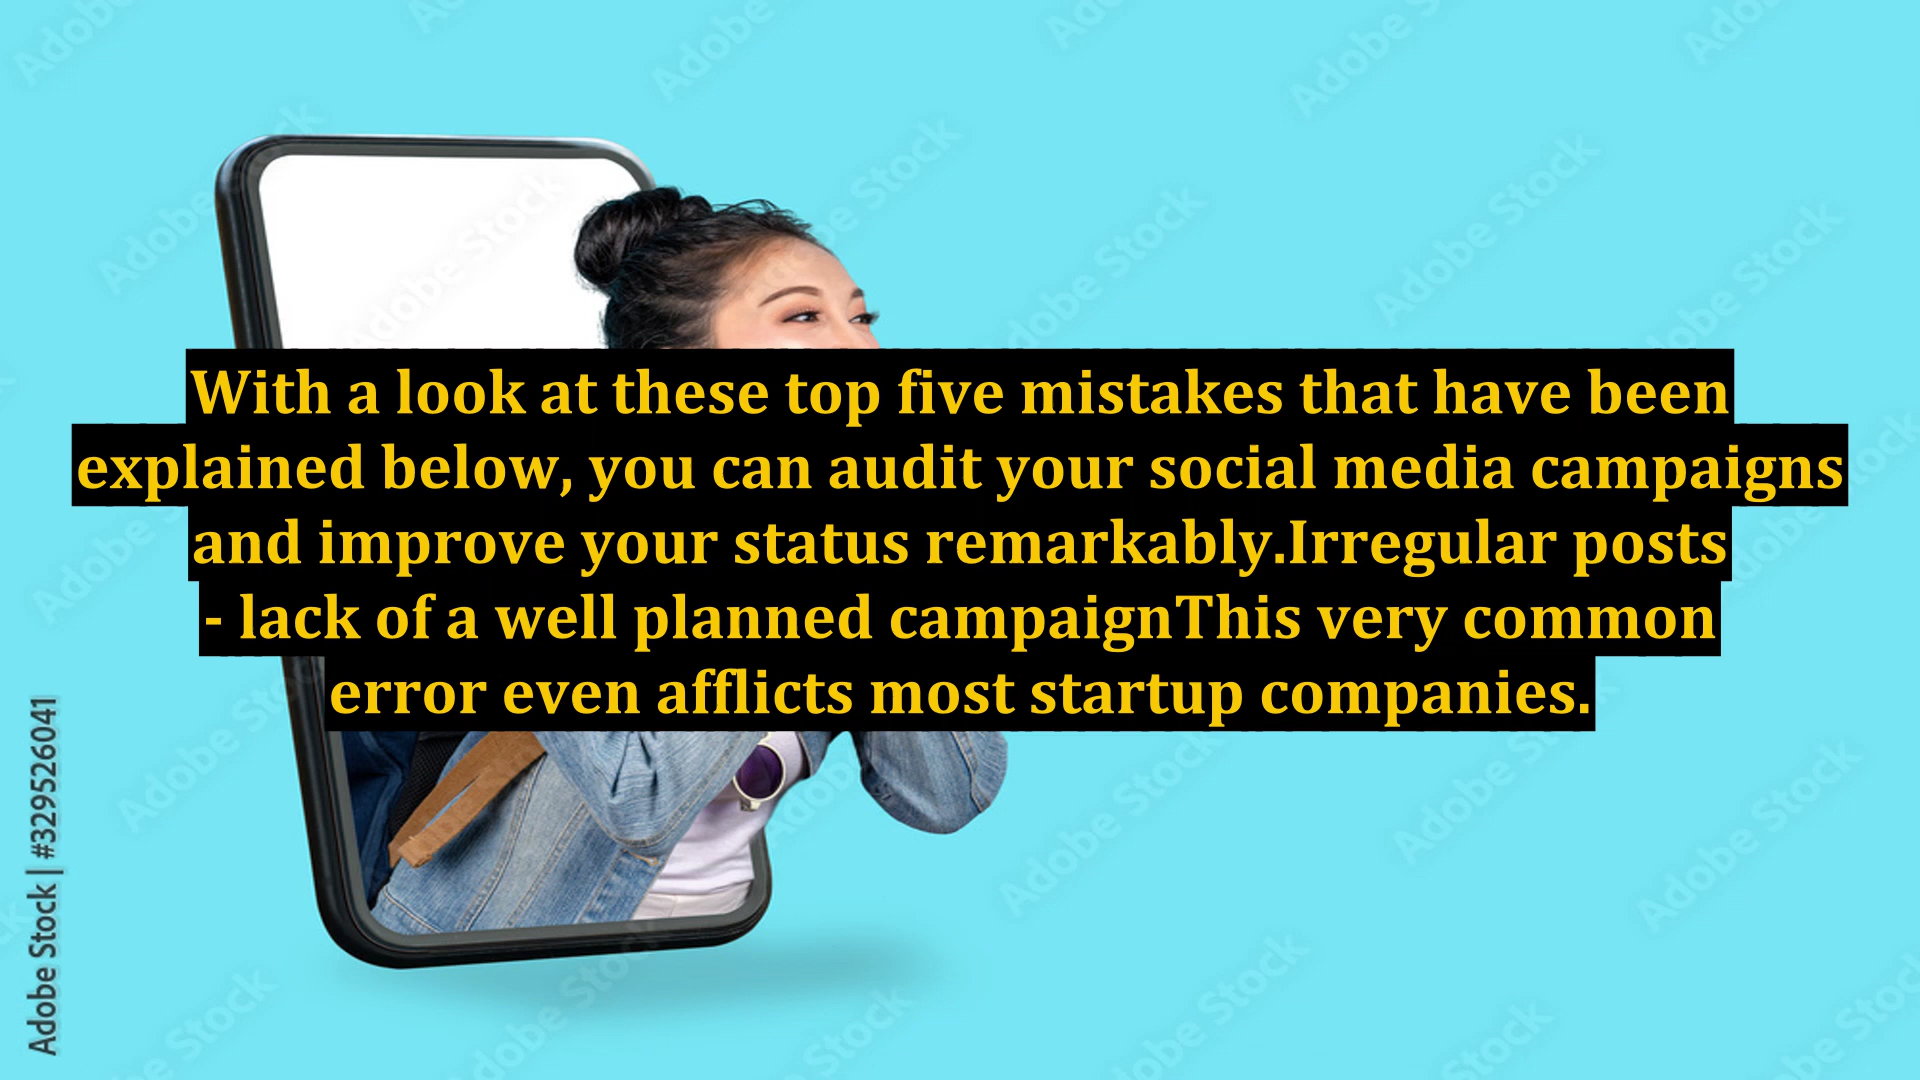 With a look at these top five mistakes that have been
explained below, you can audit your social media campaigns
and improve your status remarkably.Irregular posts
- lack of a well planned campaignThis very common
error even afflicts most startup companies.
Adobe Stock | #329526041
Adobe Stock